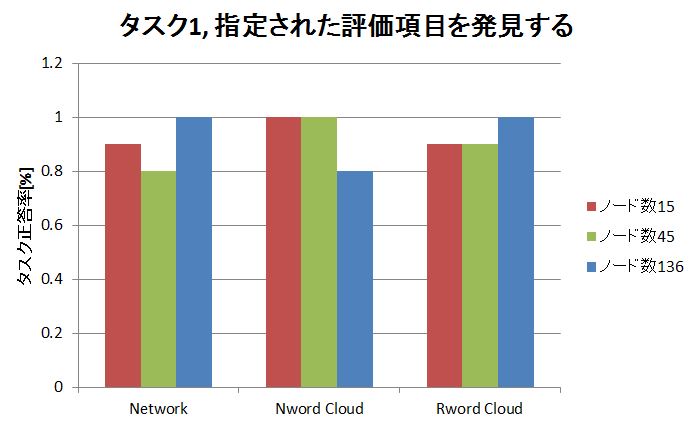 タスク1, 指定された評価項目を発見する
1.2
1
0.8
0.6
0.4
0.2
0
タスク正答率[%]
Network
Nword Cloud
Rword Cloud
ノード数15
ノード数45
ノード数136